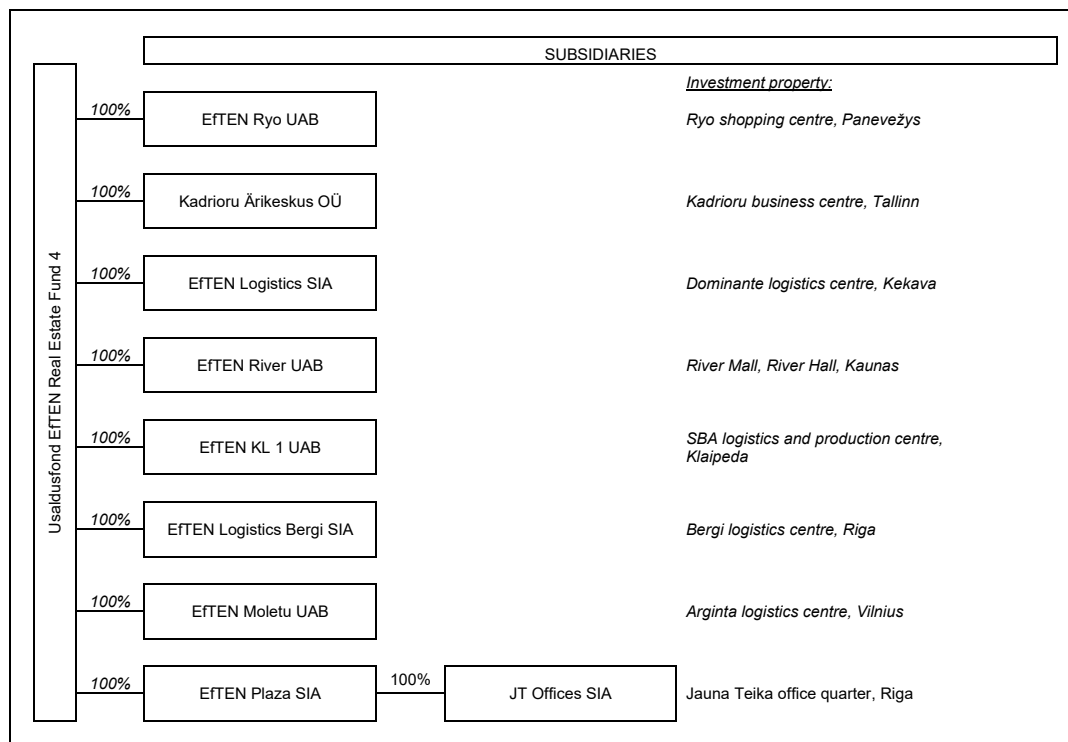 SUBSIDIARIES
Usaldusfond EfTEN Real Estate Fund 4
Investment property:
100%
EfTEN Ryo UAB
Ryo shopping centre, Panevežys
100%
Kadrioru Ärikeskus OÜ
Kadrioru business centre, Tallinn
100%
EfTEN Logistics SIA
Dominante logistics centre, Kekava
100%
EfTEN River UAB
River Mall, River Hall, Kaunas
100%
EfTEN KL 1 UAB
SBA logistics and production centre,
Klaipeda
100%
EfTEN Logistics Bergi SIA
Bergi logistics centre, Riga
100%
EfTEN Moletu UAB
Arginta logistics centre, Vilnius
100%
EfTEN Plaza SIA
100%
JT Offices SIA
Jauna Teika office quarter, Riga